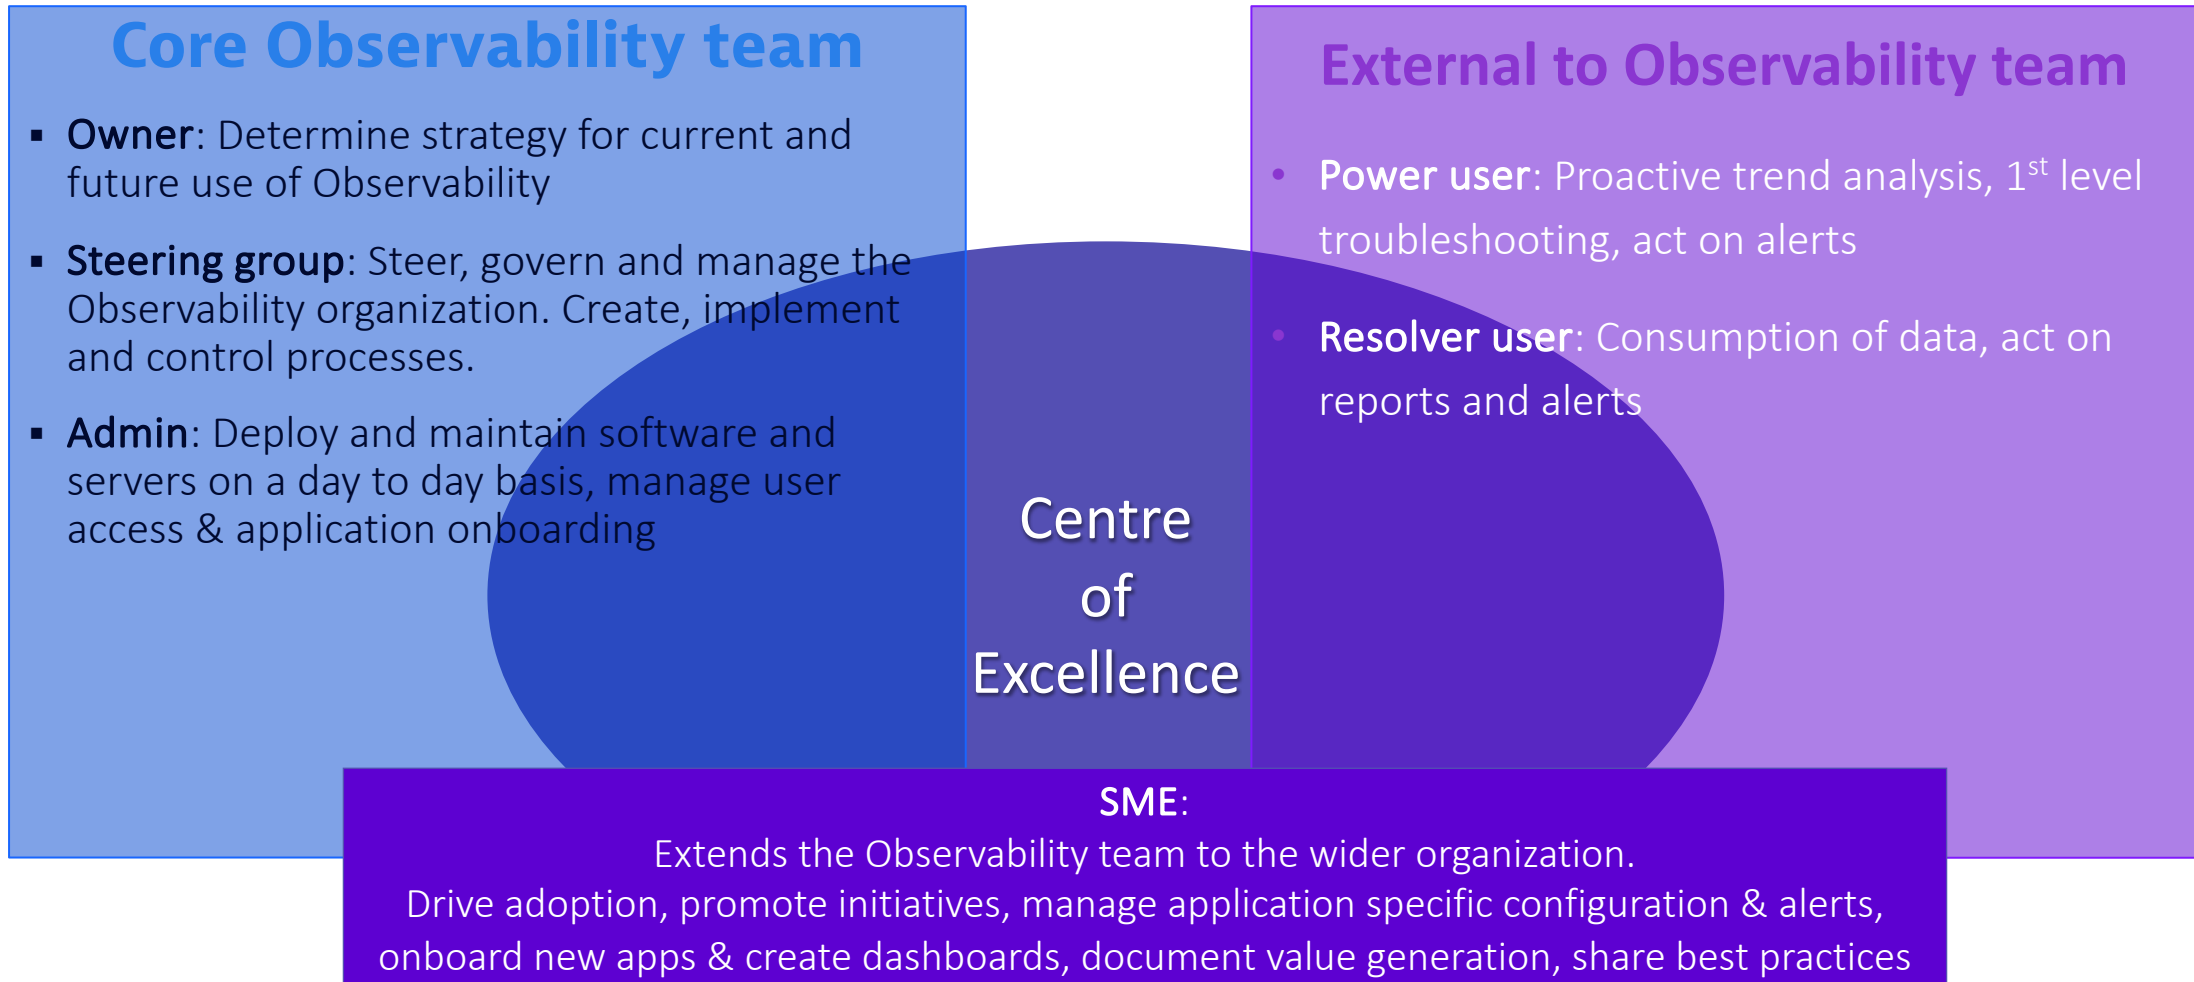 Core Observability team
▪ Owner: Determine strategy for current and
future use of Observability
▪ Steering group: Steer, govern and manage the
Observability organization. Create, implement
and control processes.
▪ Admin: Deploy and maintain software and
servers on a day to day basis, manage user
access & application onboarding
External to Observability team
• Power user: Proactive trend analysis, 1st level
troubleshooting, act on alerts
• Resolver user: Consumption of data, act on
reports and alerts
Centre
of
Excellence
SME:
Extends the Observability team to the wider organization.
Drive adoption, promote initiatives, manage application specific configuration & alerts,
onboard new apps & create dashboards, document value generation, share best practices